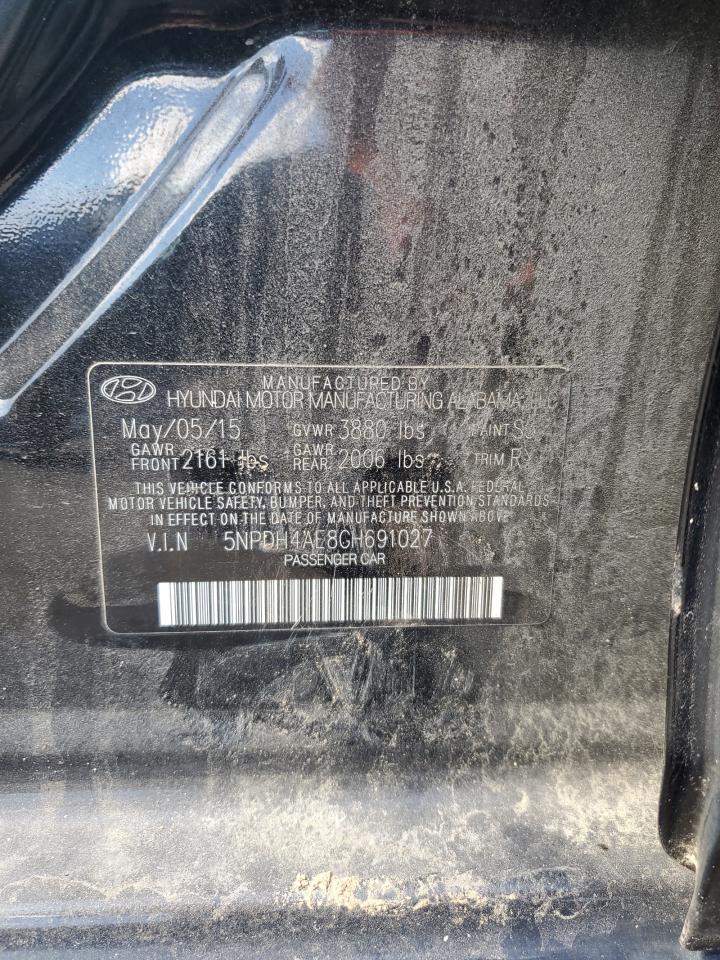 MANUFACTURED BY
HYUNDAI MOTOR MANUFACTURING ALABAMA, LLC
May/05/15 GVWR 3880 lbs PAINT
GAWR FRONT 2161 lbs GAWR REAR 2006 lbs TRIM
THIS VEHICLE CONFORMS TO ALL APPLICABLE U.S.A. FEDERAL
MOTOR VEHICLE SAFETY, BUMPER, AND THEFT PREVENTION STANDARDS
IN EFFECT ON THE DATE OF MANUFACTURE SHOWN ABOVE
V.I.N 5NPDH4AE8GH691027
PASSENGER CAR